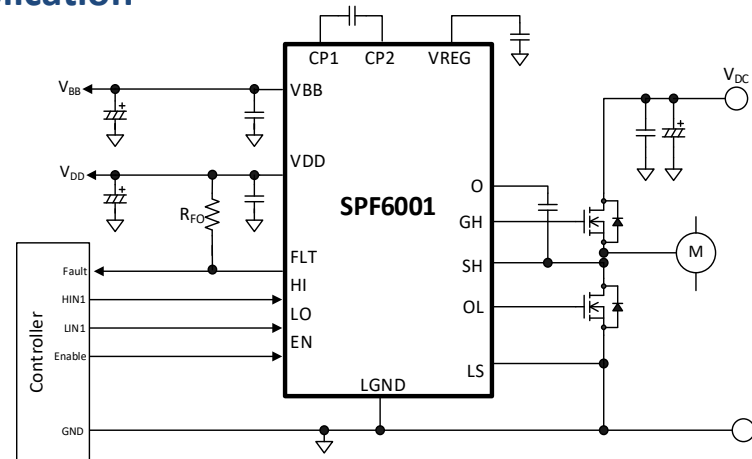 CP1 CP2 VREG
VBB
VBB
VDC
VDD
VDD
RFO
SPF6001
O
GH
SH
OL
LS
M
FLT
HI
LO
EN
LGND
Controller
Fault
HIN1
LIN1
Enable
GND
+
+
+